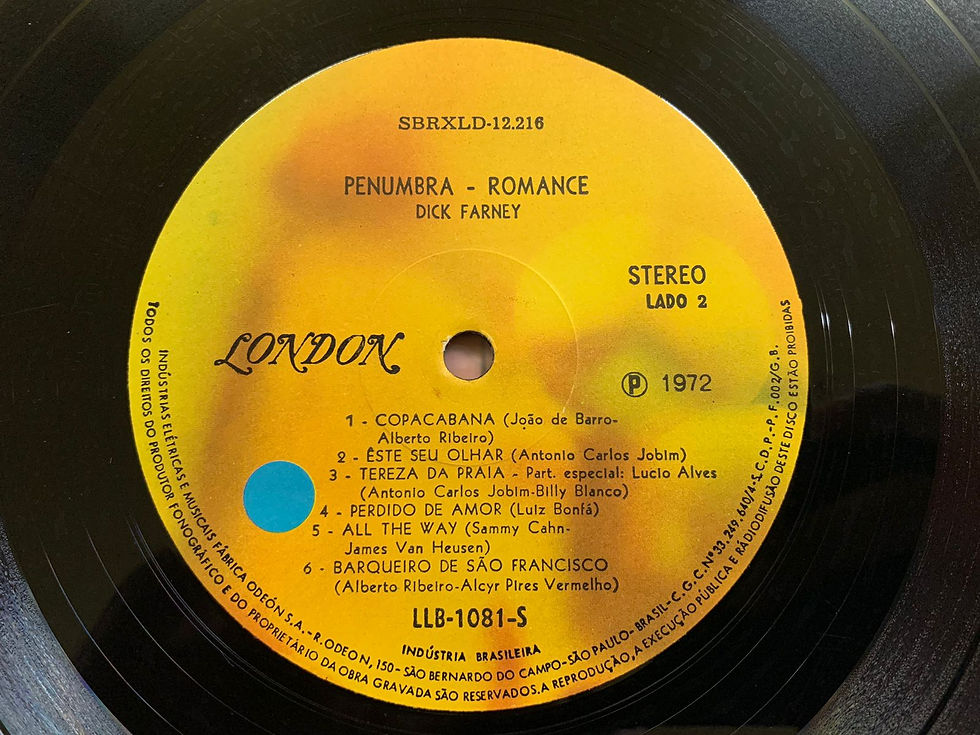 SBRXLD-12.216
PENUMBRA - ROMANCE
DICK FARNEY
STEREO
LADO 2
LONDON
Ⓟ 1972
1 - COPACABANA (João de Barro-
Alberto Ribeiro)
2 - ÊSTE SEU OLHAR (Antonio Carlos Jobim)
3 - TEREZA DA PRAIA - Part. especial: Lucio Alves
(Antonio Carlos Jobim-Billy Blanco)
4 - PERDIDO DE AMOR (Luiz Bonfá)
5 - ALL THE WAY (Sammy Cahn-
James Van Heusen)
6 - BARQUEIRO DE SÃO FRANCISCO
(Alberto Ribeiro-Alcyr Pires Vermelho)
LLB-1081-S
INDÚSTRIA BRASILEIRA
INDÚSTRIAS ELÉTRICAS E MUSICAIS FÁBRICA ODEÓN S.A.-R.ODEON, 150-SÃO BERNARDO DO CAMPO-SÃO PAULO-BRASIL-C.G.C.Nº 33.249.640/4-S.C.D.P.-P.F.002/G.B.
TODOS OS DIREITOS DO PRODUTOR FONOGRÁFICO E DO PROPRIETÁRIO DA OBRA GRAVADA SÃO RESERVADOS.A REPRODUÇÃO,A EXECUÇÃO PÚBLICA E RÁDIODIFUSÃO DESTE DISCO ESTÃO PROIBIDAS